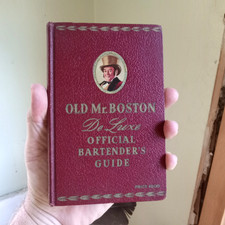 OLD MR. BOSTON
De Luxe
OFFICIAL
BARTENDER'S
GUIDE